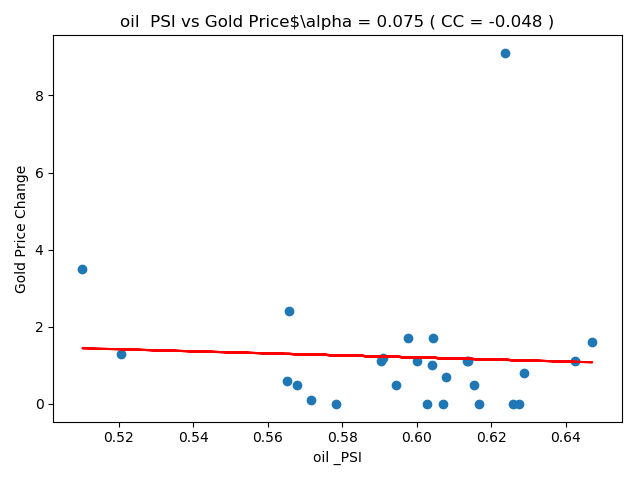 oil  PSI vs Gold Price$\alpha = 0.075 ( CC = -0.048 )
Gold Price Change
8
6
4
2
0
0.52 0.54 0.56 0.58 0.60 0.62 0.64
oil _PSI